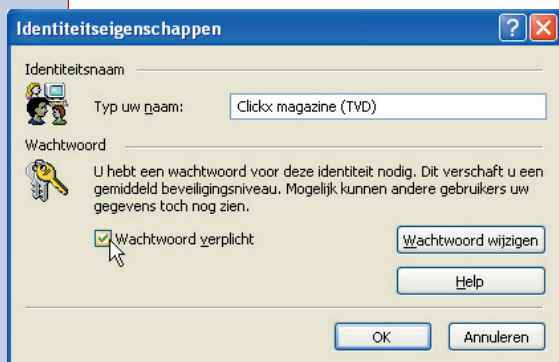 Identiteitseigenschappen
Identiteitsnaam
Typ uw naam:
Clickx magazine (TVD)
Wachtwoord
U hebt een wachtwoord voor deze identiteit nodig. Dit verschaft u een
gemiddeld beveiligingsniveau. Mogelijk kunnen andere gebruikers uw
gegevens toch nog zien.
Wachtwoord verplicht
Wachtwoord wijzigen
Help
OK
Annuleren